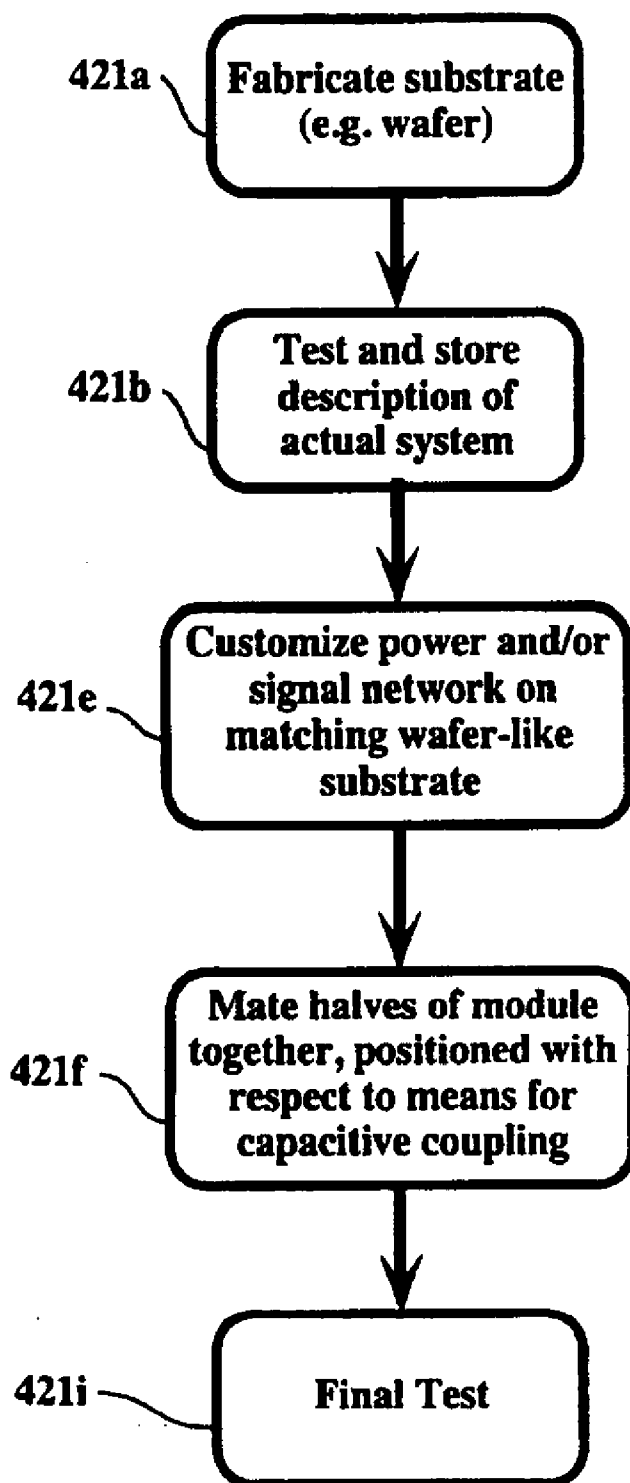 421a
Fabricate substrate
(e.g. wafer)
421b
Test and store
description of
actual system
421e
Customize power and/or
signal network on
matching wafer-like
substrate
421f
Mate halves of module
together, positioned with
respect to means for
capacitive coupling
421i
Final Test